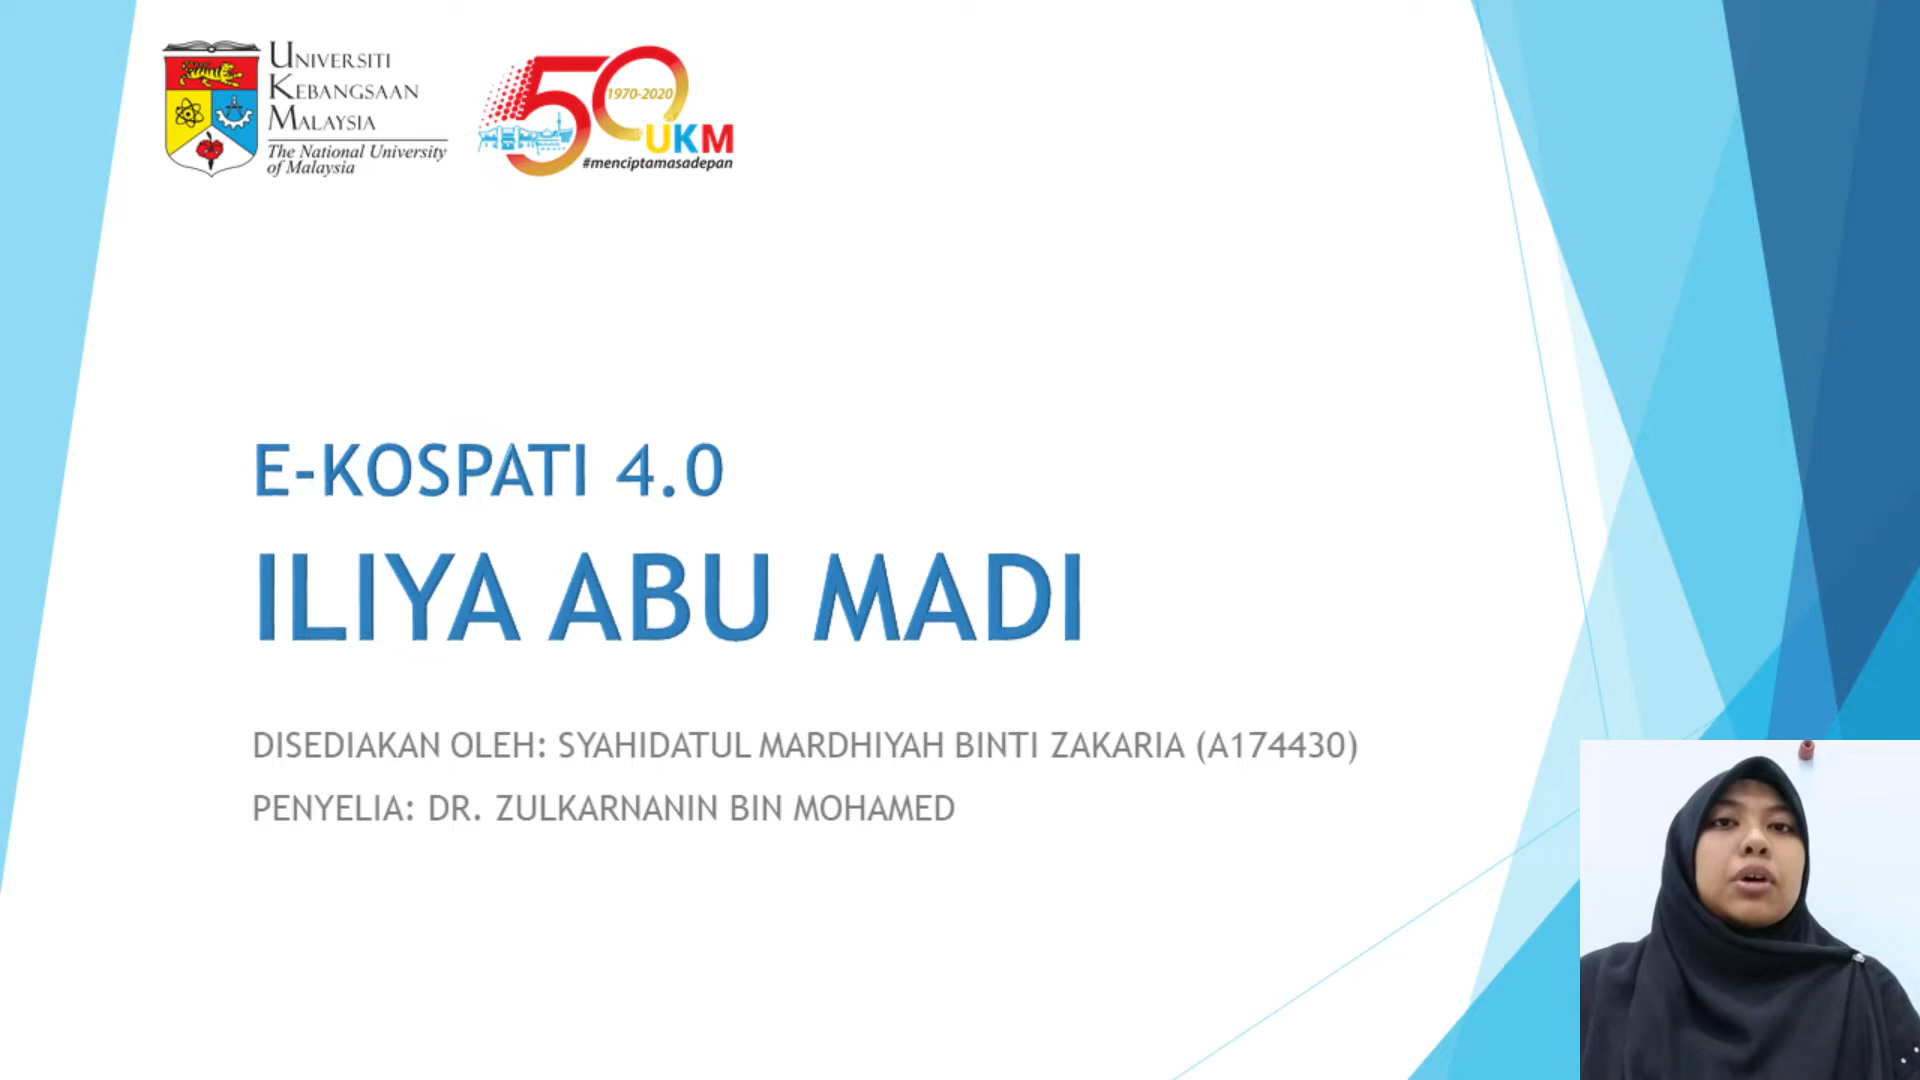 UNIVERSITI
KEBANGSAAN
MALAYSIA
The National University
of Malaysia
50
1970-2020
UKM
#menciptamasadepan
E-KOSPATI 4.0
ILIYA ABU MADI
DISEDIAKAN OLEH: SYAHIDATUL MARDHIYAH BINTI ZAKARIA (A174430)
PENYELIA: DR. ZULKARNANIN BIN MOHAMED